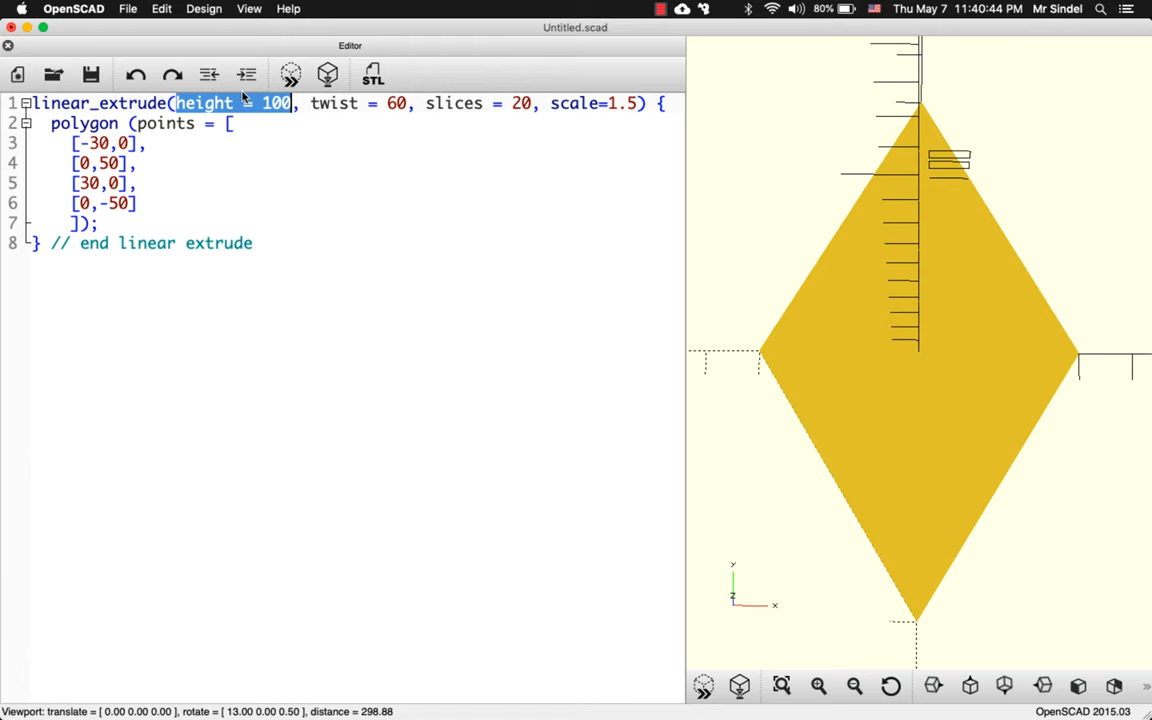 OpenSCAD File Edit Design View Help 80% Thu May 7 11:40:44 PM Mr Sindel
Untitled.scad
Editor
STL
1 linear_extrude(height = 100, twist = 60, slices = 20, scale=1.5) {
2 polygon (points = [
3 [-30,0],
4 [0,50],
5 [30,0],
6 [0,-50]
7 ]);
8 } // end linear extrude
Y
Z
X
Viewport: translate = [ 0.00 0.00 0.00 ], rotate = [ 13.00 0.00 0.50 ], distance = 298.88 OpenSCAD 2015.03